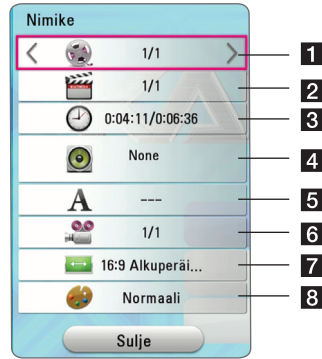 Nimike
1/1 1
1/1 2
0:04:11/0:06:36 3
None 4
A --- 5
1/1 6
16:9 Alkuperäi... 7
Normaali 8
Sulje